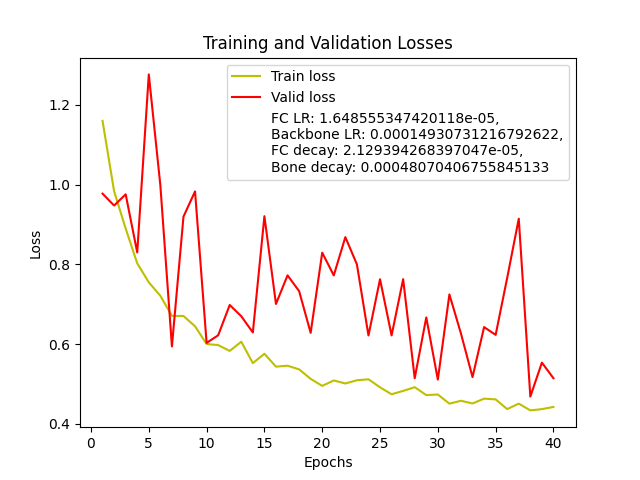 Training and Validation Losses
Train loss
Valid loss
FC LR: 1.648555347420118e-05,
Backbone LR: 0.00014930731216792622,
FC decay: 2.129394268397047e-05,
Bone decay: 0.00048070406755845133
1.2
1.0
0.8
0.6
0.4
Loss
0 5 10 15 20 25 30 35 40
Epochs